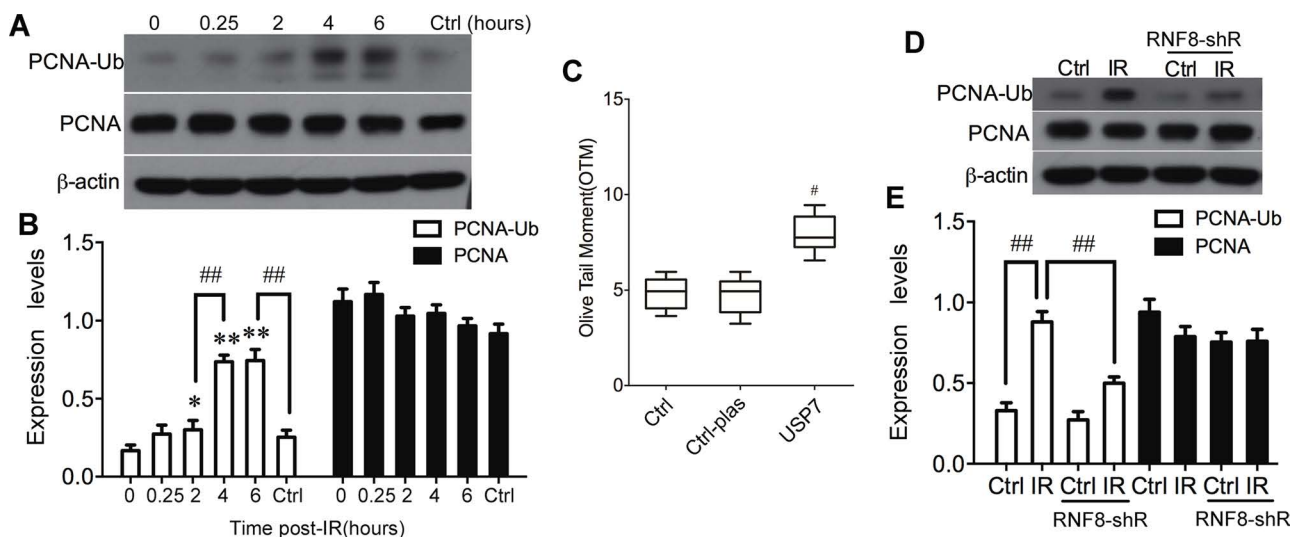 A
0 0.25 2 4 6 Ctrl (hours)
PCNA-Ub
PCNA
β-actin
B
PCNA-Ub
PCNA
Expression levels
1.5
1.0
0.5
0.0
## ##
* ** **
0 0.25 2 4 6 Ctrl 0 0.25 2 4 6 Ctrl
Time post-IR(hours)
C
Olive Tail Moment(OTM)
15
10
5
0
#
Ctrl
Ctrl-plas
USP7
D
RNF8-shR
Ctrl IR Ctrl IR
PCNA-Ub
PCNA
β-actin
E
PCNA-Ub
PCNA
Expression levels
1.5
1.0
0.5
0.0
## ##
Ctrl IR Ctrl IR Ctrl IR Ctrl IR
RNF8-shR RNF8-shR